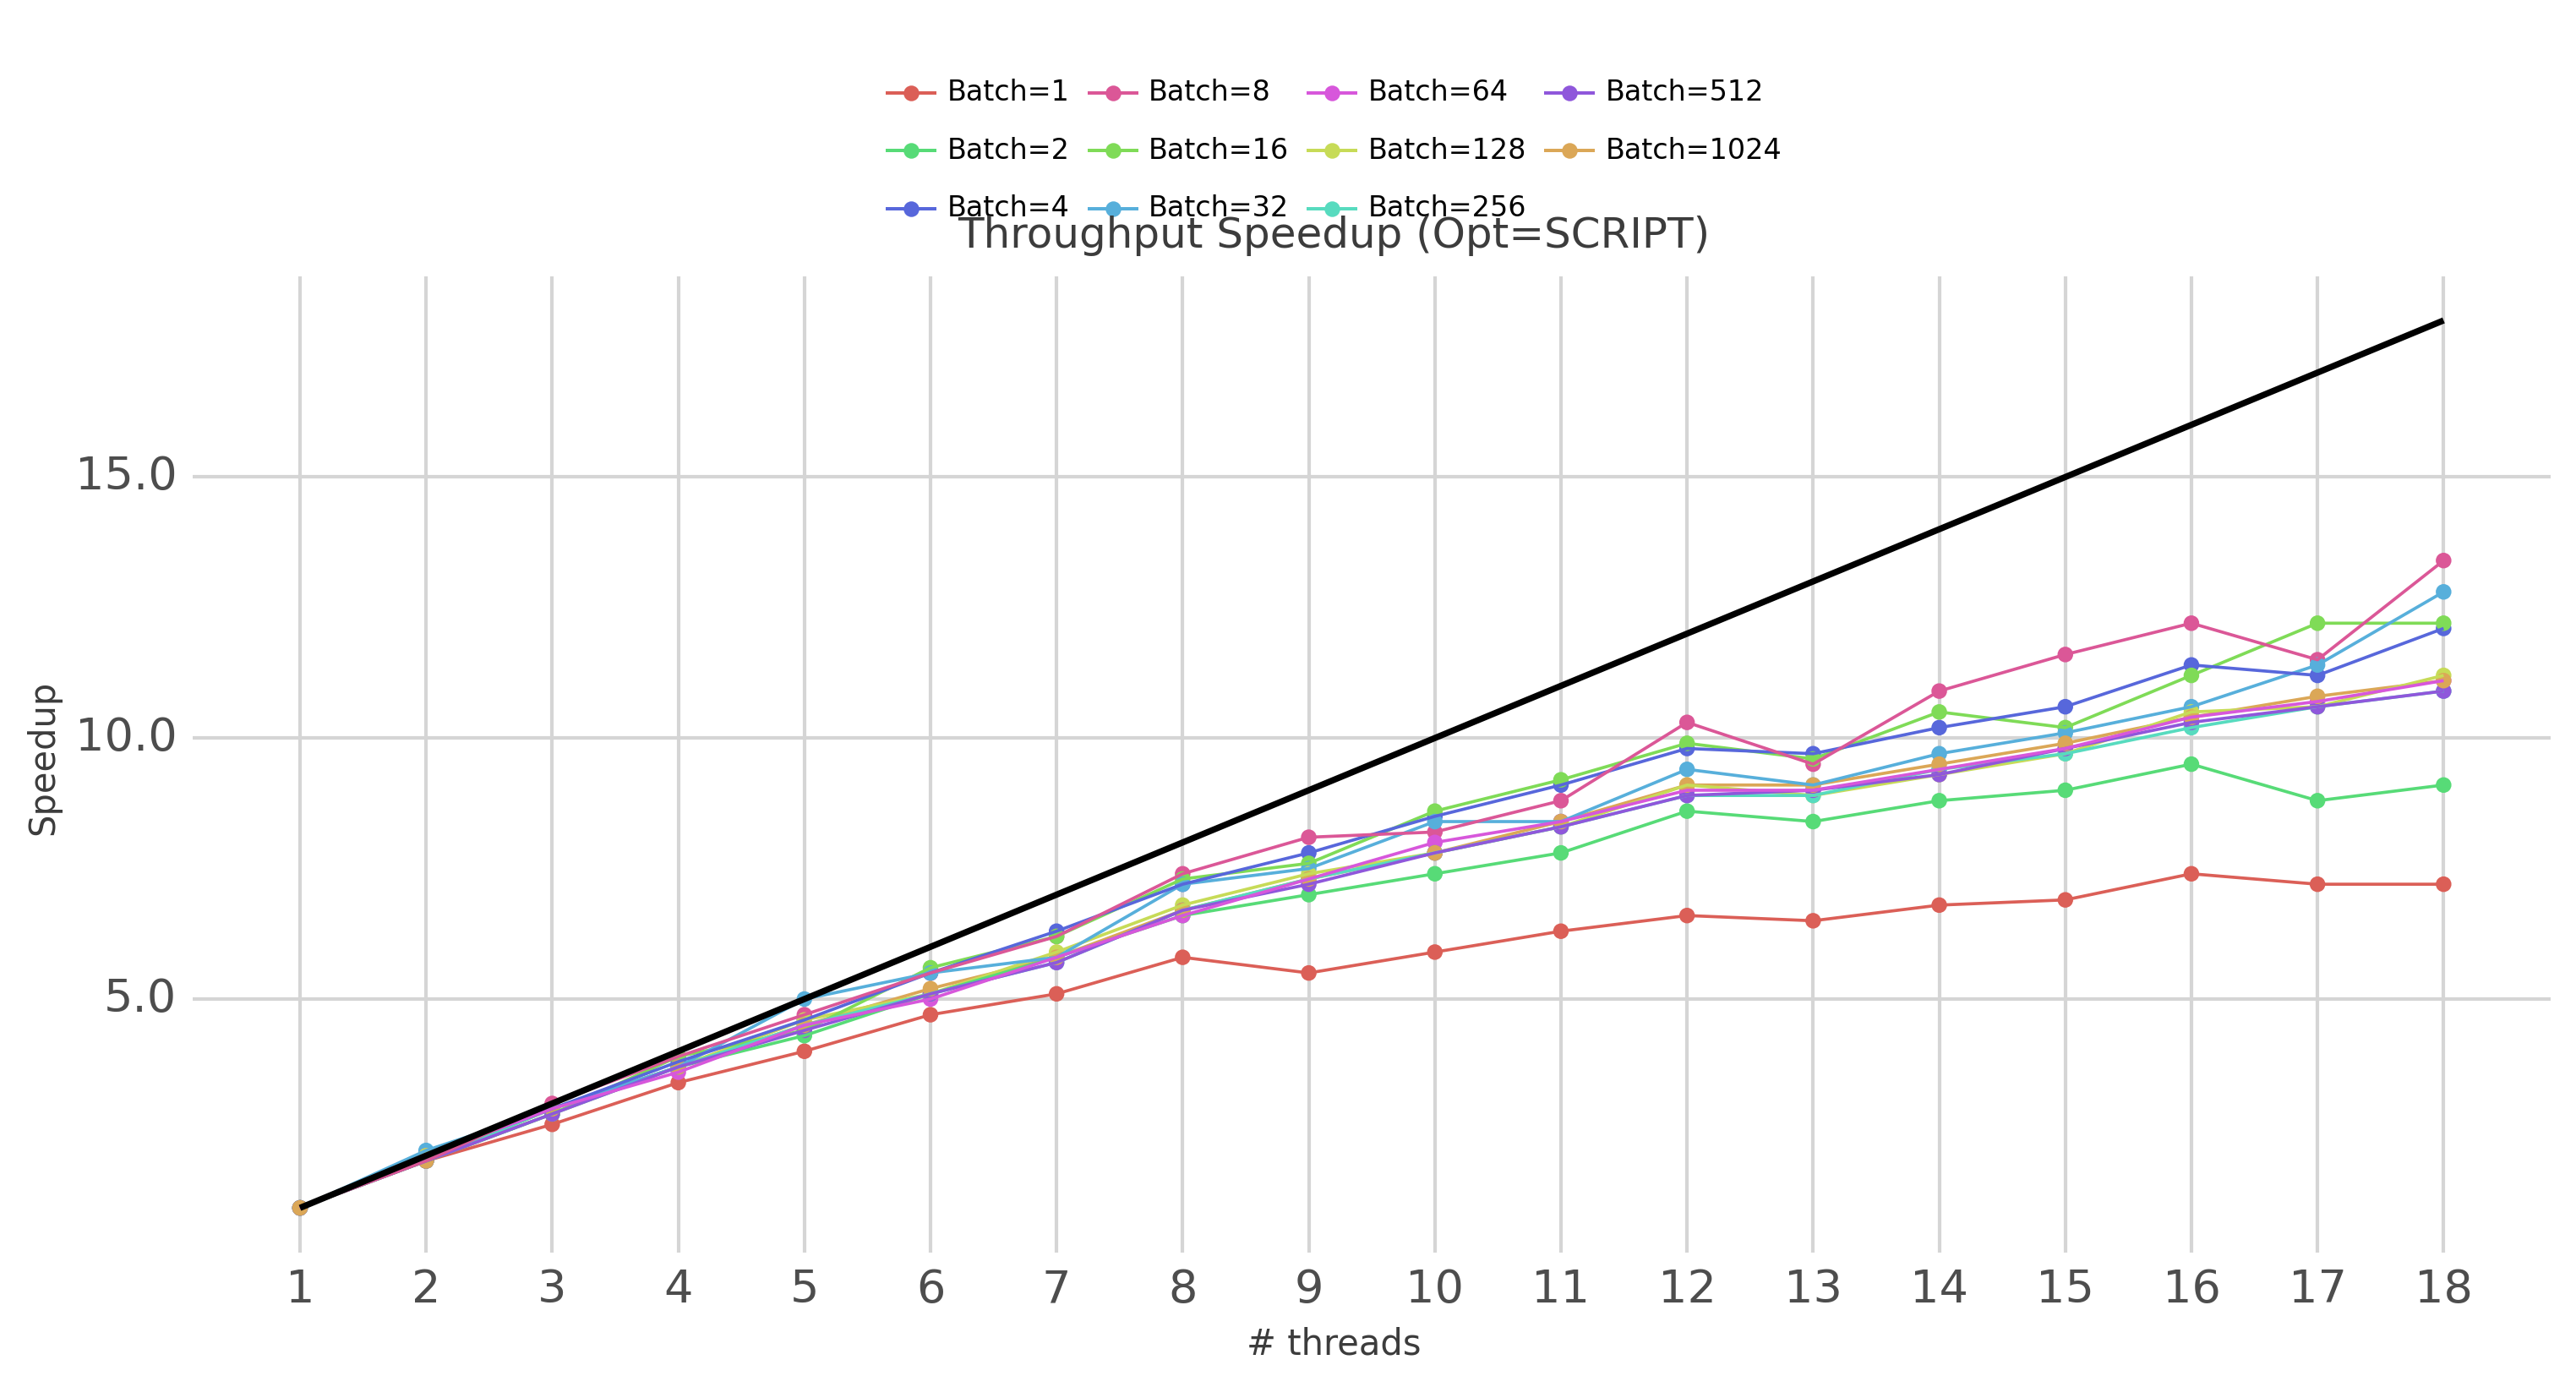 Batch=1 Batch=8 Batch=64 Batch=512
Batch=2 Batch=16 Batch=128 Batch=1024
Batch=4 Batch=32 Batch=256
Throughput Speedup (Opt=SCRIPT)
15.0
10.0
5.0
Speedup
1 2 3 4 5 6 7 8 9 10 11 12 13 14 15 16 17 18
# threads